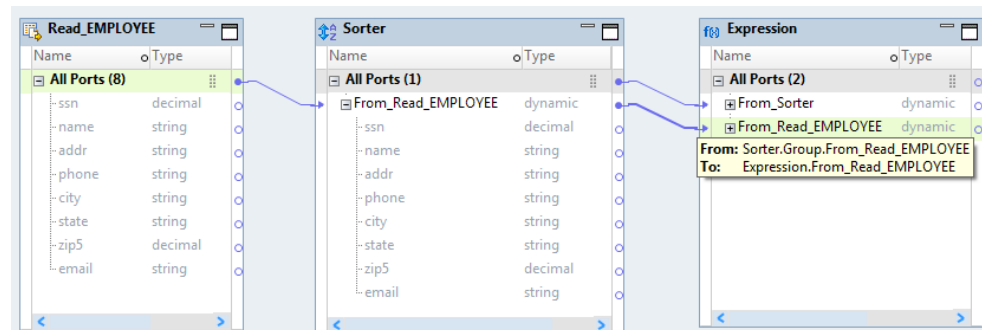 Read_EMPLOYEE
Name Type
All Ports (8)
ssn decimal
name string
addr string
phone string
city string
state string
zip5 decimal
email string
Sorter
Name Type
All Ports (1)
From_Read_EMPLOYEE dynamic
ssn decimal
name string
addr string
phone string
city string
state string
zip5 decimal
email string
f(x) Expression
Name Type
All Ports (2)
From_Sorter dynamic
From_Read_EMPLOYEE dynamic
From: Sorter.Group.From_Read_EMPLOYEE
To: Expression.From_Read_EMPLOYEE